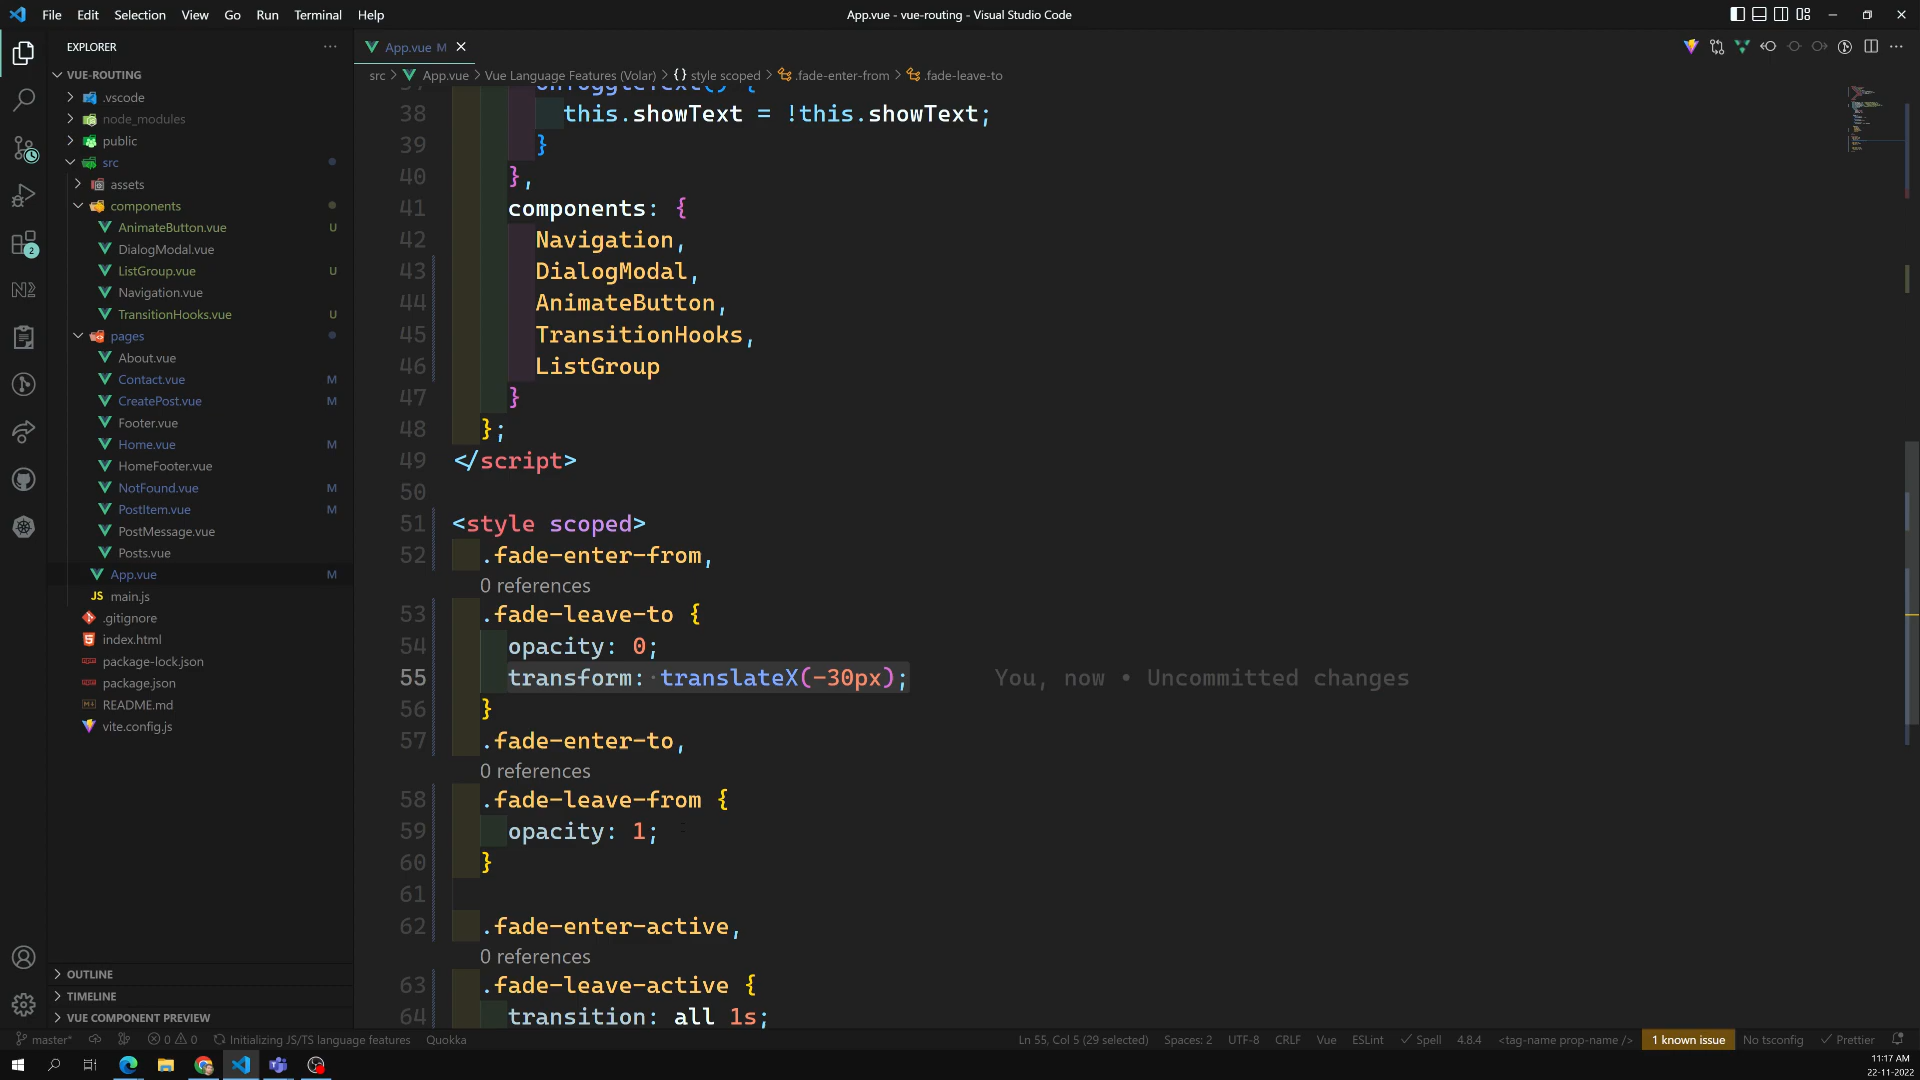 File Edit Selection View Go Run Terminal Help
App.vue - vue-routing - Visual Studio Code
EXPLORER
VUE-ROUTING
.vscode
node_modules
public
src
assets
components
AnimateButton.vue U
DialogModal.vue
ListGroup.vue U
Navigation.vue
TransitionHooks.vue U
pages
About.vue
Contact.vue M
CreatePost.vue M
Footer.vue
Home.vue M
HomeFooter.vue
NotFound.vue M
PostItem.vue M
PostMessage.vue
Posts.vue
App.vue M
JS main.js
.gitignore
index.html
package-lock.json
package.json
README.md
vite.config.js
OUTLINE
TIMELINE
VUE COMPONENT PREVIEW
2
App.vue M
src > App.vue > Vue Language Features (Volar) > {} style scoped > .fade-enter-from > .fade-leave-to
37 onToggleText() {
38 this.showText = !this.showText;
39 }
40 },
41 components: {
42 Navigation,
43 DialogModal,
44 AnimateButton,
45 TransitionHooks,
46 ListGroup
47 }
48 };
49 </script>
50
51 <style scoped>
52 .fade-enter-from,
0 references
53 .fade-leave-to {
54 opacity: 0;
55 transform: translateX(-30px); You, now • Uncommitted changes
56 }
57 .fade-enter-to,
0 references
58 .fade-leave-from {
59 opacity: 1;
60 }
61
62 .fade-enter-active,
0 references
63 .fade-leave-active {
64 transition: all 1s;
master* 0 0 Initializing JS/TS language features Quokka
Ln 55, Col 5 (29 selected) Spaces: 2 UTF-8 CRLF Vue ESLint Spell 4.8.4 <tag-name prop-name /> 1 known issue No tsconfig Prettier
11:17 AM
22-11-2022